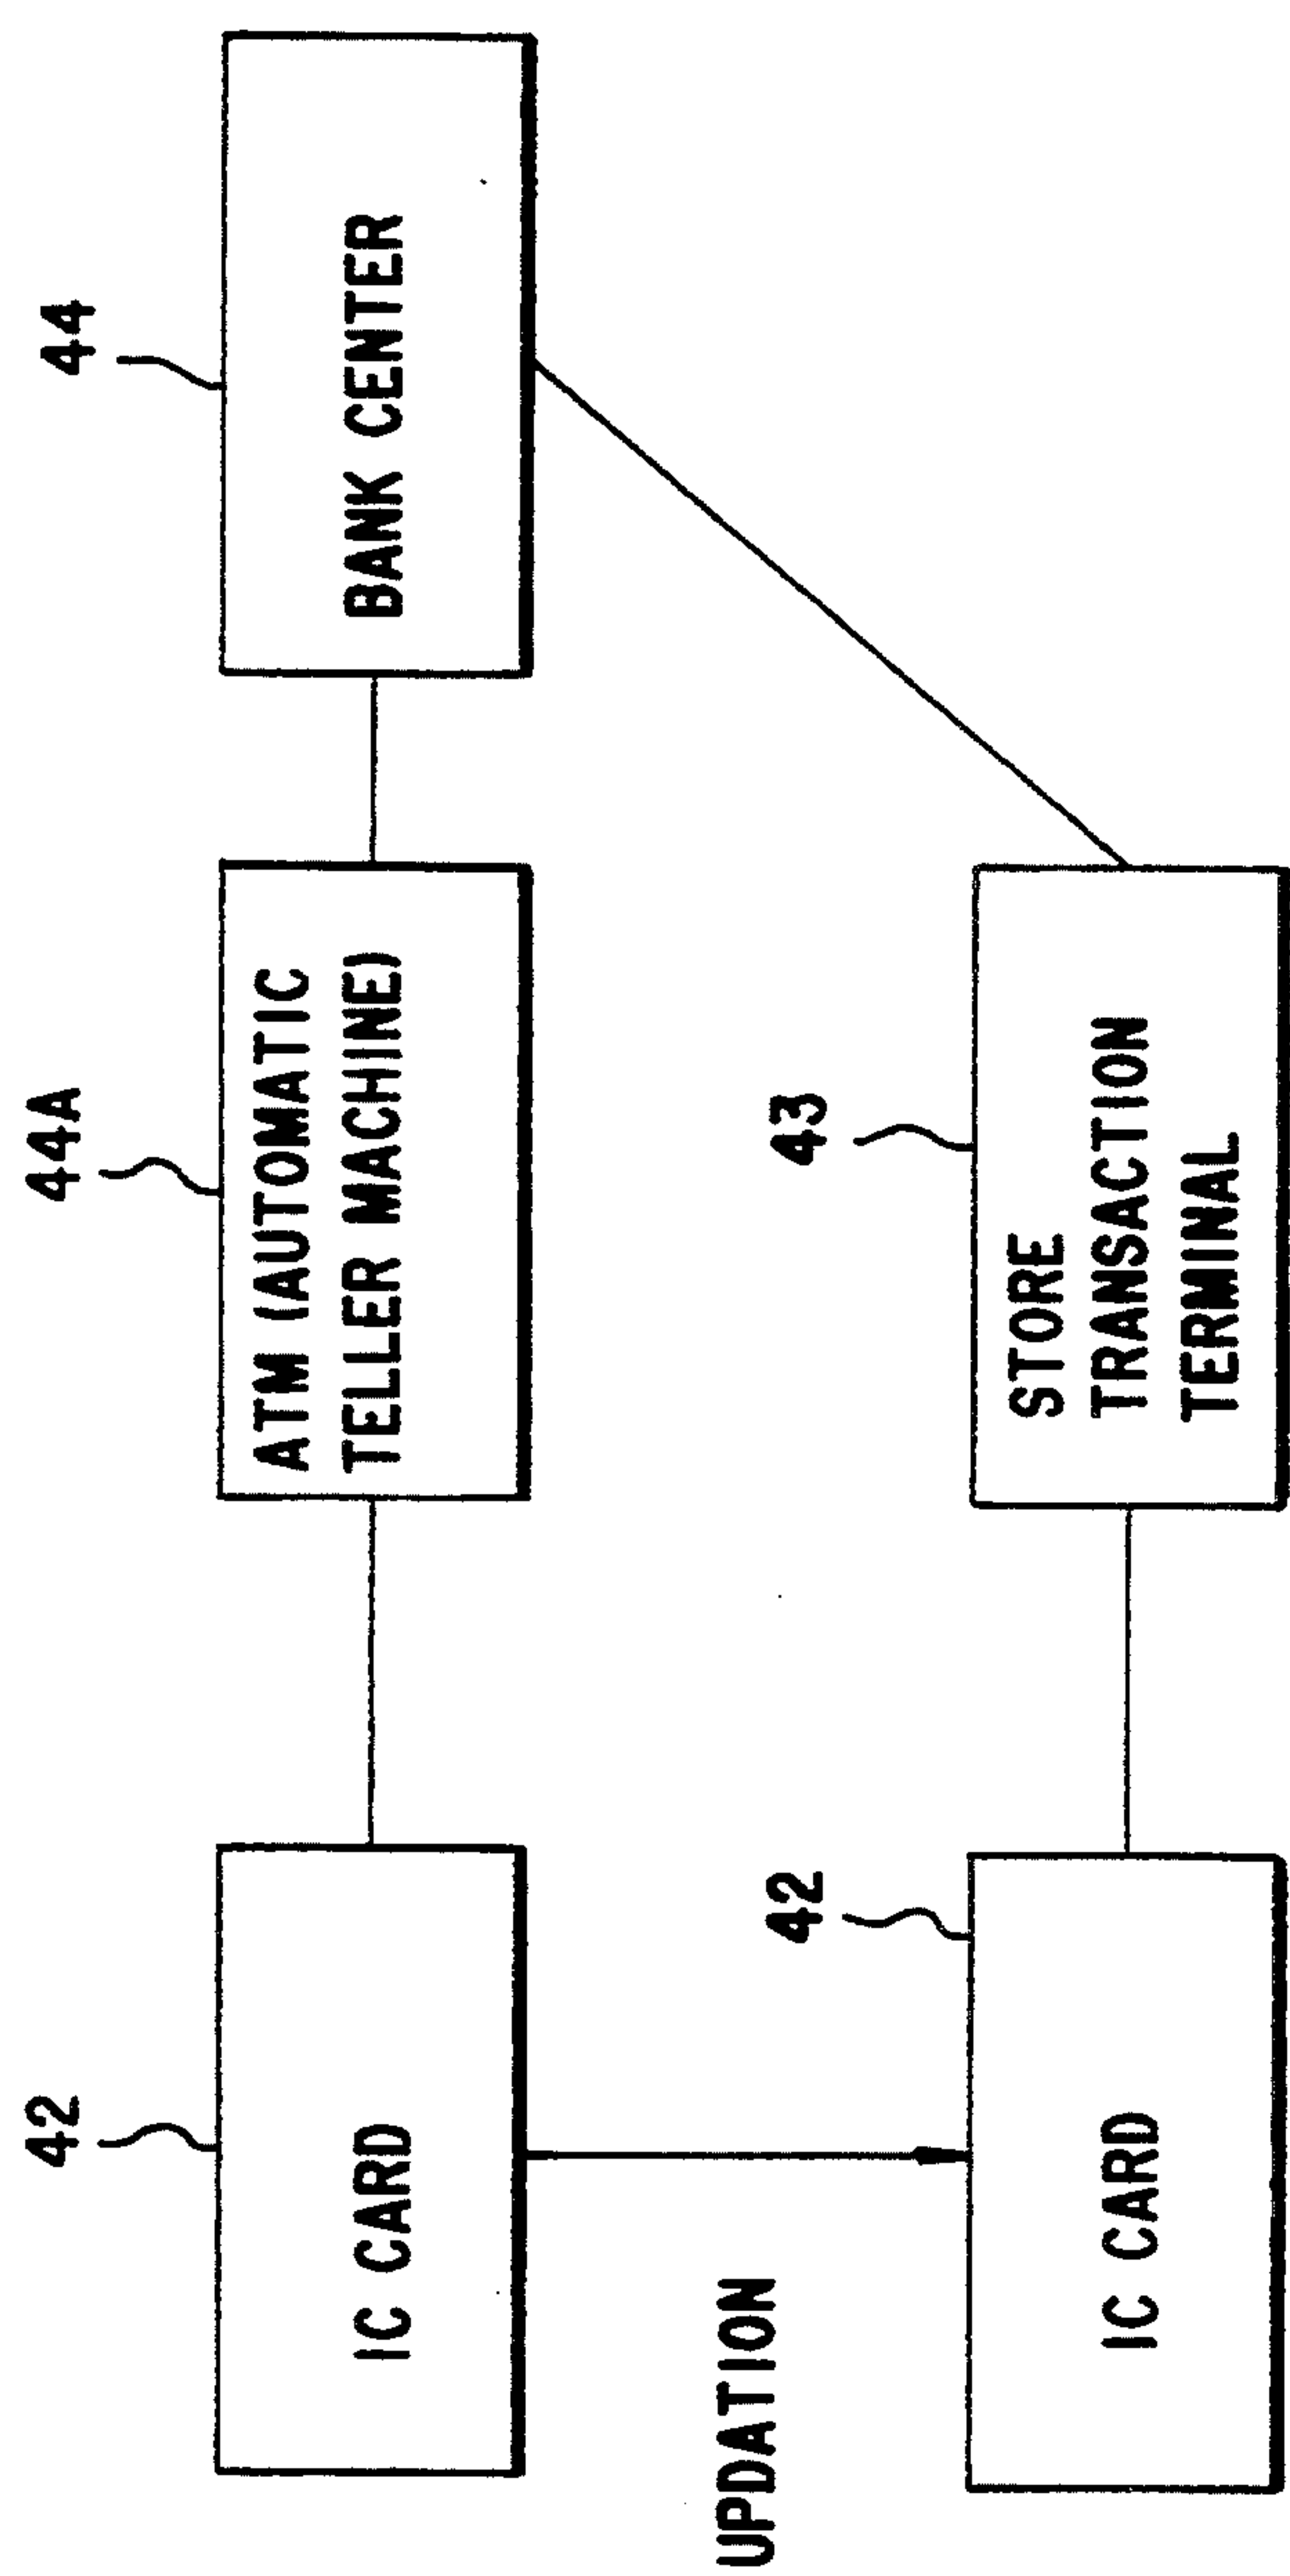 42
44A
44
IC CARD
ATM (AUTOMATIC
TELLER MACHINE)
BANK CENTER
UPDATION
42
43
IC CARD
STORE
TRANSACTION
TERMINAL